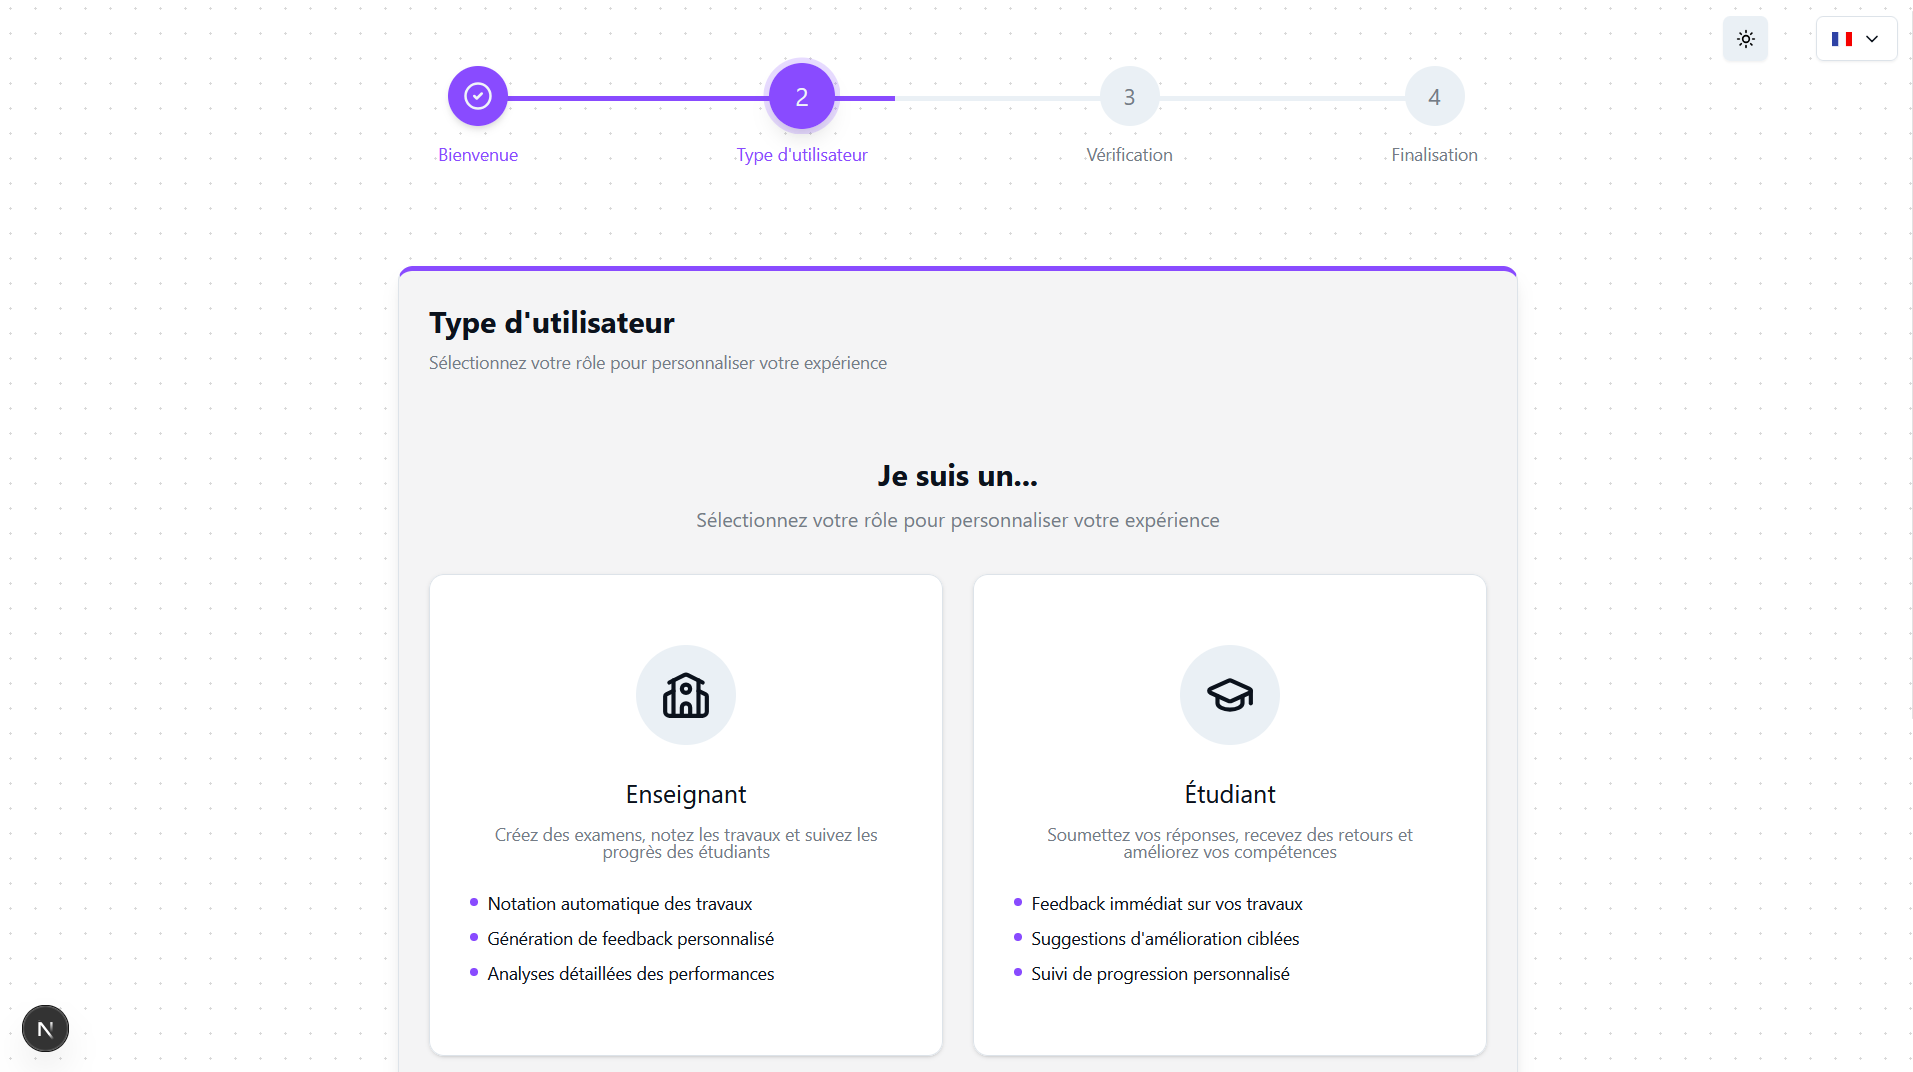 2
3
4
Bienvenue
Type d'utilisateur
Vérification
Finalisation
Type d'utilisateur
Sélectionnez votre rôle pour personnaliser votre expérience
Je suis un...
Sélectionnez votre rôle pour personnaliser votre expérience
Enseignant
Créez des examens, notez les travaux et suivez les
progrès des étudiants
Notation automatique des travaux
Génération de feedback personnalisé
Analyses détaillées des performances
Étudiant
Soumettez vos réponses, recevez des retours et
améliorez vos compétences
Feedback immédiat sur vos travaux
Suggestions d'amélioration ciblées
Suivi de progression personnalisé
N